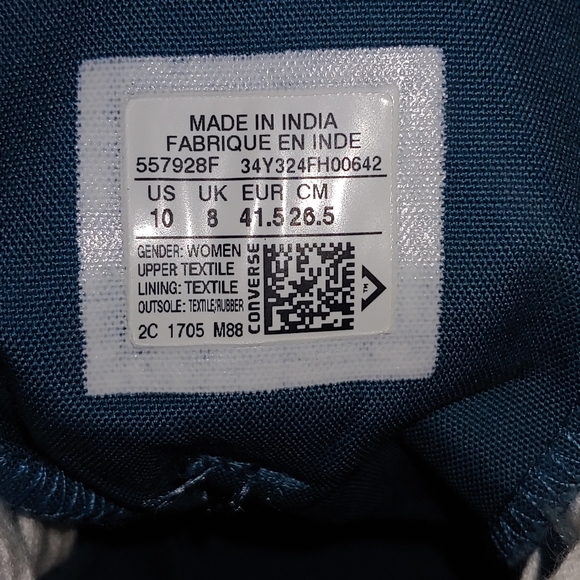 MADE IN INDIA
FABRIQUE EN INDE
557928F 34Y324FH00642
US UK EUR CM
10 8 41.5 26.5
GENDER: WOMEN
UPPER TEXTILE
LINING: TEXTILE
OUTSOLE: TEXTILE/RUBBER
2C 1705 M88
CONVERSE
TM